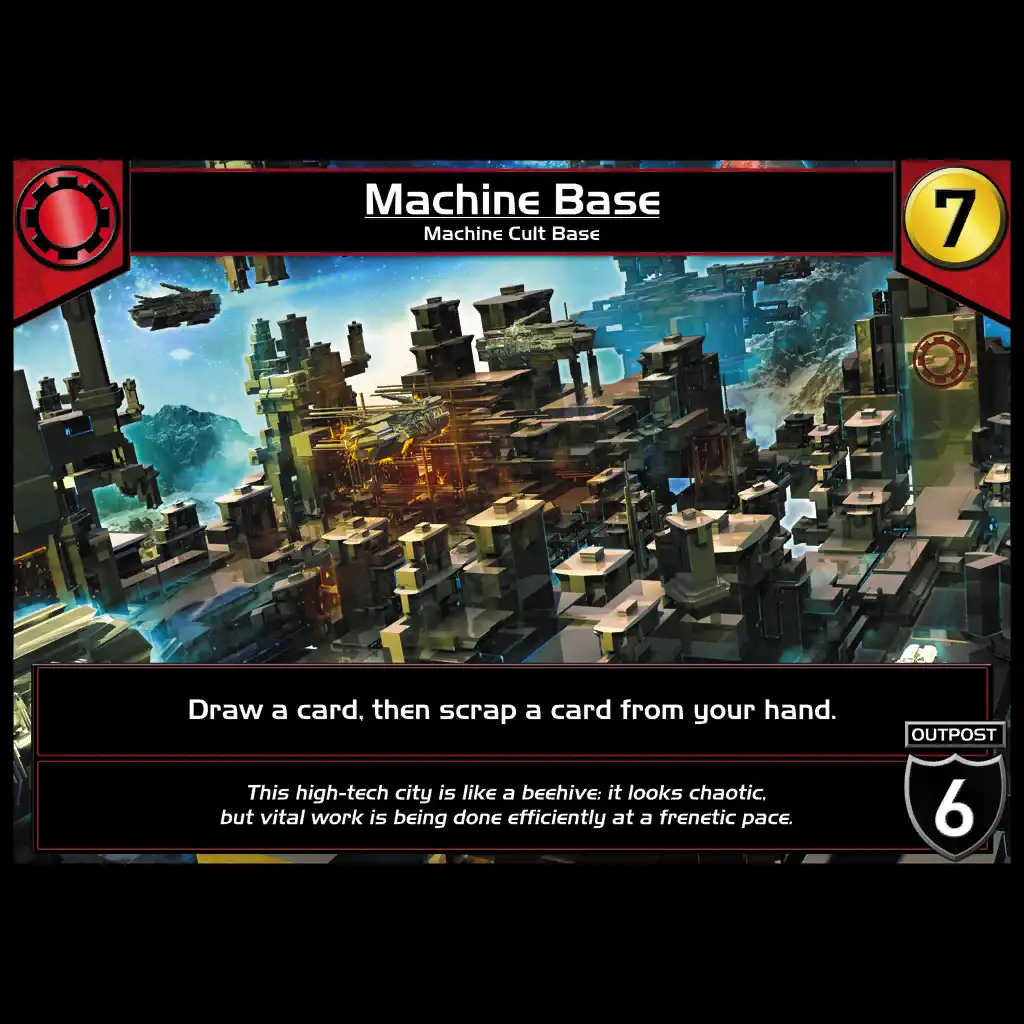 Machine Base
Machine Cult Base
7
Draw a card, then scrap a card from your hand.
OUTPOST
6
This high-tech city is like a beehive: it looks chaotic,
but vital work is being done efficiently at a frenetic pace.